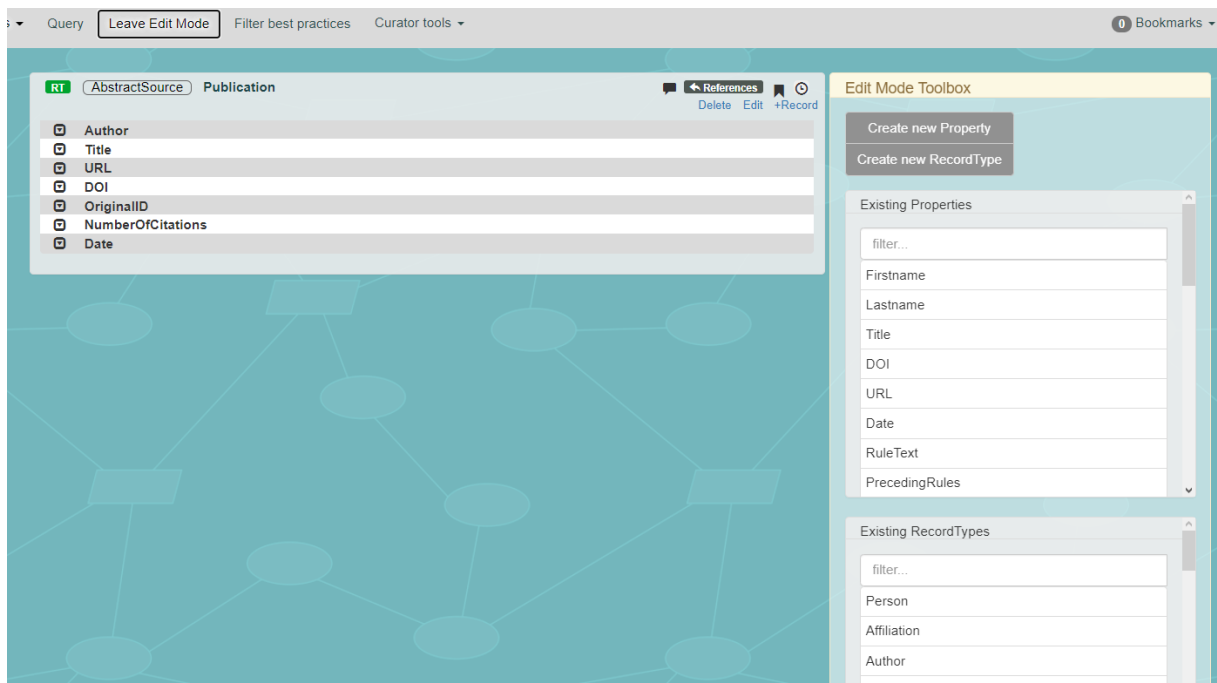 s Query Leave Edit Mode Filter best practices Curator tools 0 Bookmarks
RT AbstractSource Publication References
Delete Edit +Record
Author
Title
URL
DOI
OriginalID
NumberOfCitations
Date
Edit Mode Toolbox
Create new Property
Create new RecordType
Existing Properties
filter...
Firstname
Lastname
Title
DOI
URL
Date
RuleText
PrecedingRules
Existing RecordTypes
filter...
Person
Affiliation
Author